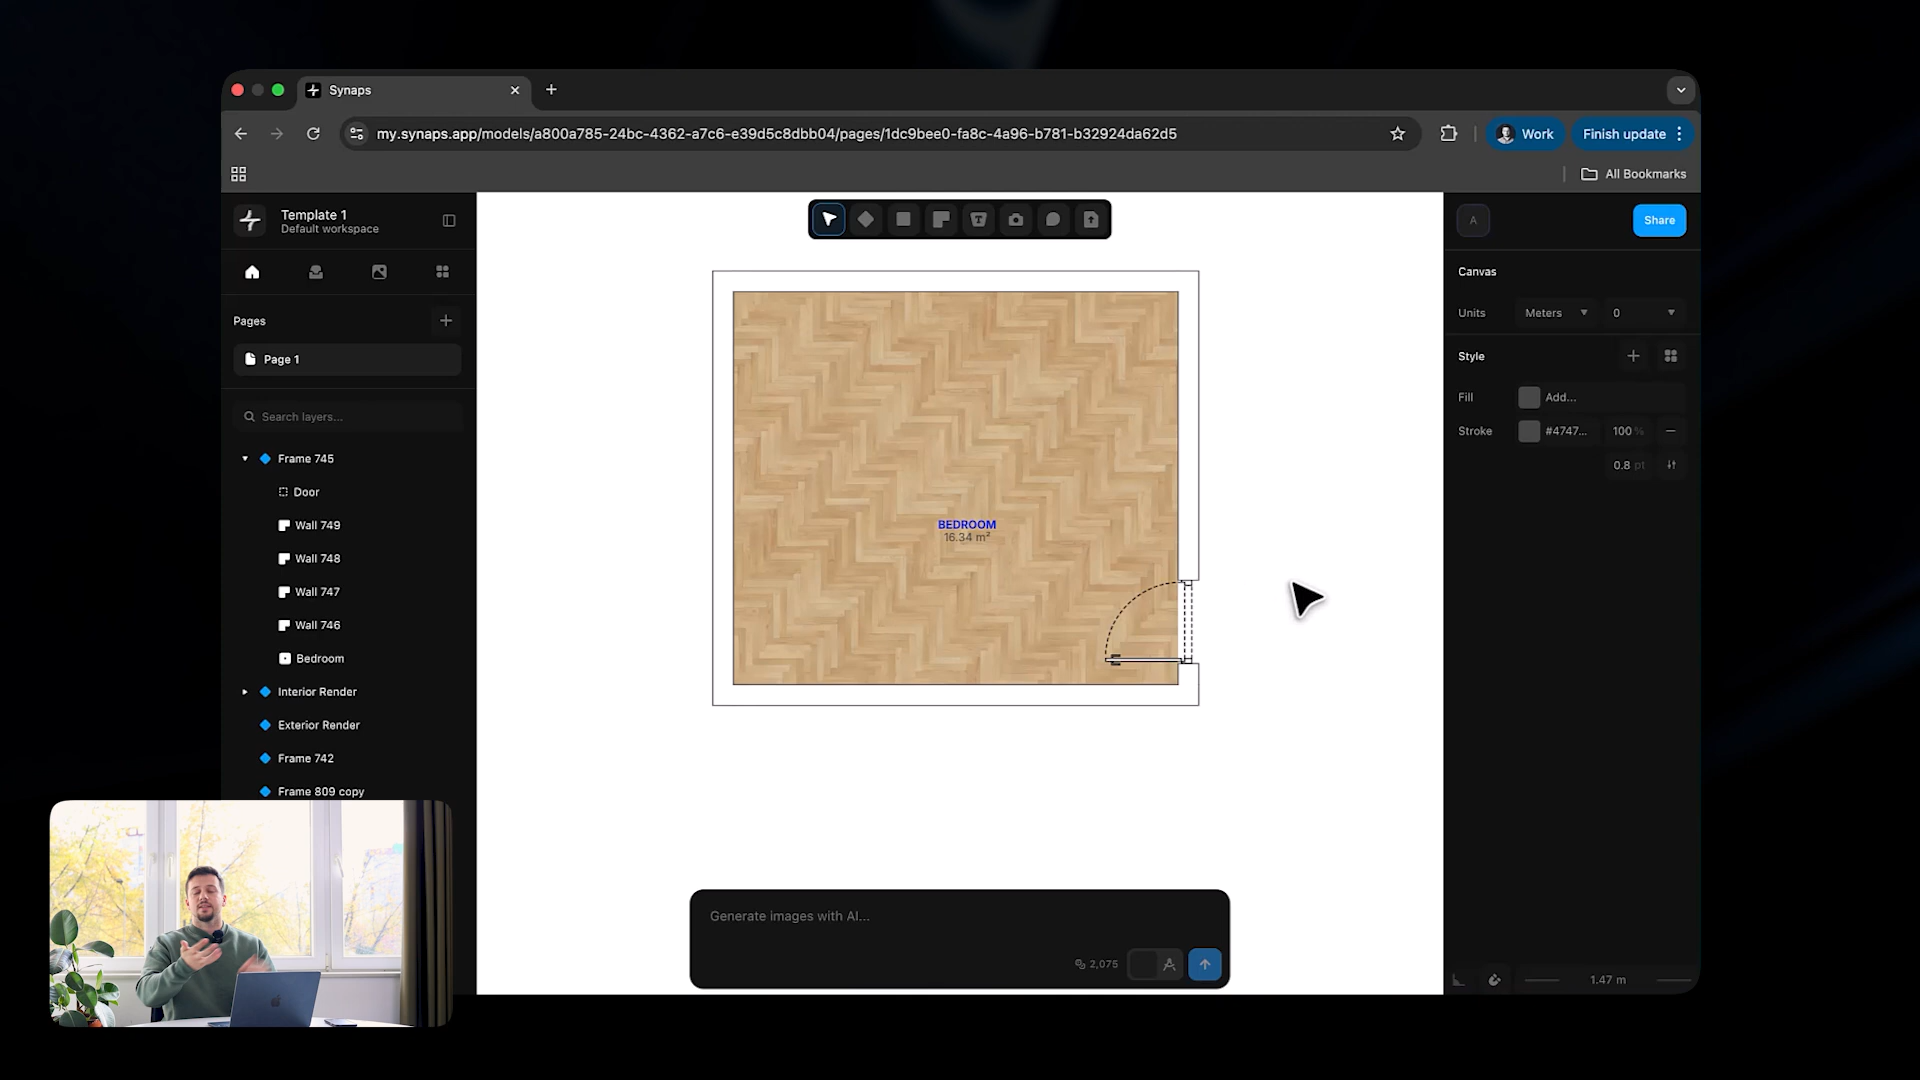 Synaps
my.synaps.app/models/a800a785-24bc-4362-a7c6-e39d5c8dbb04/pages/1dc9bee0-fa8c-4a96-b781-b32924da62d5
Work
Finish update
All Bookmarks
Template 1
Default workspace
A
Share
Canvas
Units
Meters
0
Pages
Page 1
Style
Fill
Add...
Stroke
#4747...
100 %
0.8 pt
Search layers...
Frame 745
Door
Wall 749
Wall 748
Wall 747
Wall 746
Bedroom
Interior Render
Exterior Render
Frame 742
Frame 809 copy
BEDROOM
16.34 m²
Generate images with AI...
2,075
1.47 m